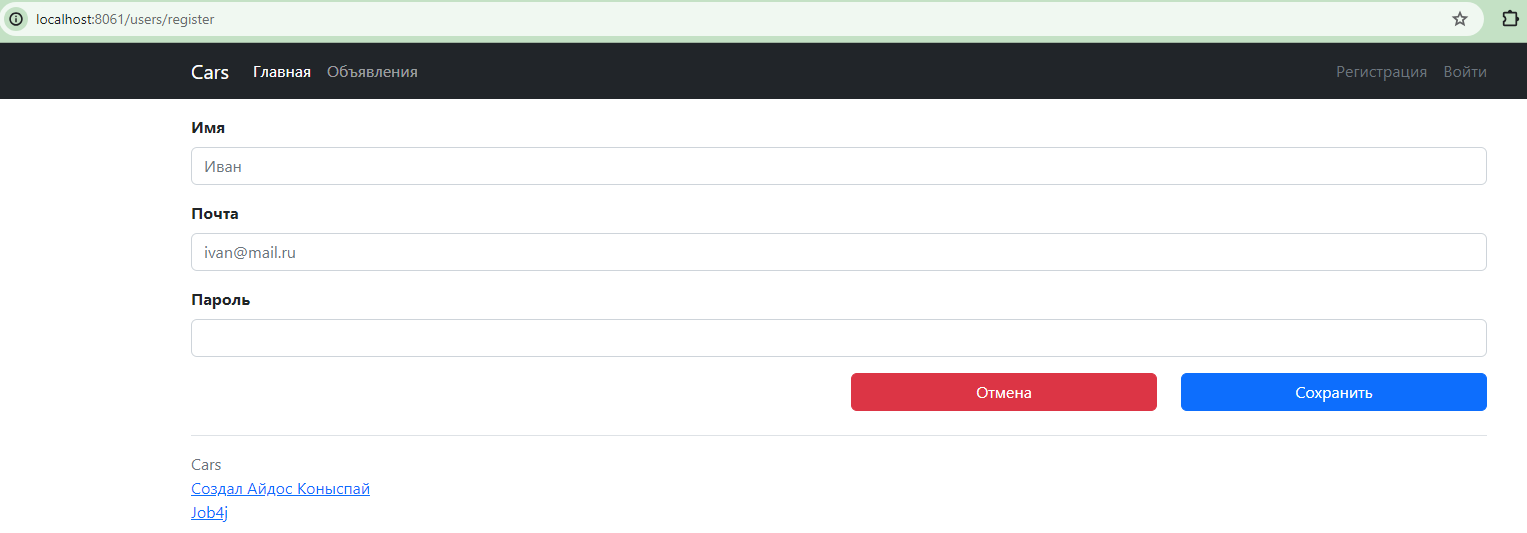 localhost:8061/users/register
Cars Главная Объявления Регистрация Войти
Имя
Иван
Почта
ivan@mail.ru
Пароль
Отмена Сохранить
Cars
Создал Айдос Коныспай
Job4j